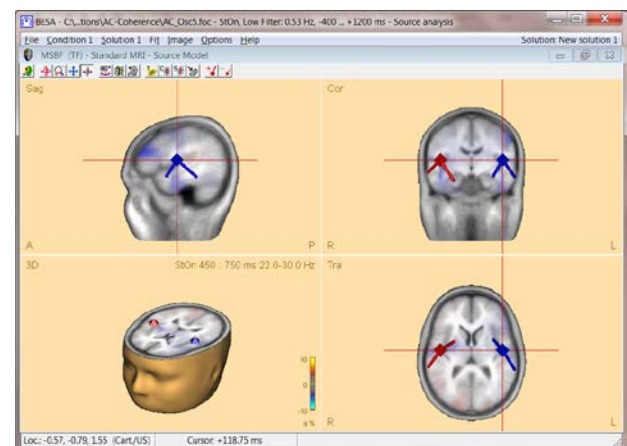 BESA - C:\..tions\AC-Coherence\AC_Osc5.foc - StOn, Low Filter: 0.53 Hz, -400 ... +1200 ms - Source analysis
File Condition 1 Solution 1 Fit Image Options Help Solution: New solution 1
MSBF (TF) - Standard MRI - Source Model
Sag
Cor
A P R L
3D StOn 450 : 750 ms 22.0-30.0 Hz Tra
10
0
-10
q % R L
Loc.: -0.57, -0.79, 1.55 (Cart./US) Cursor: +118.75 ms